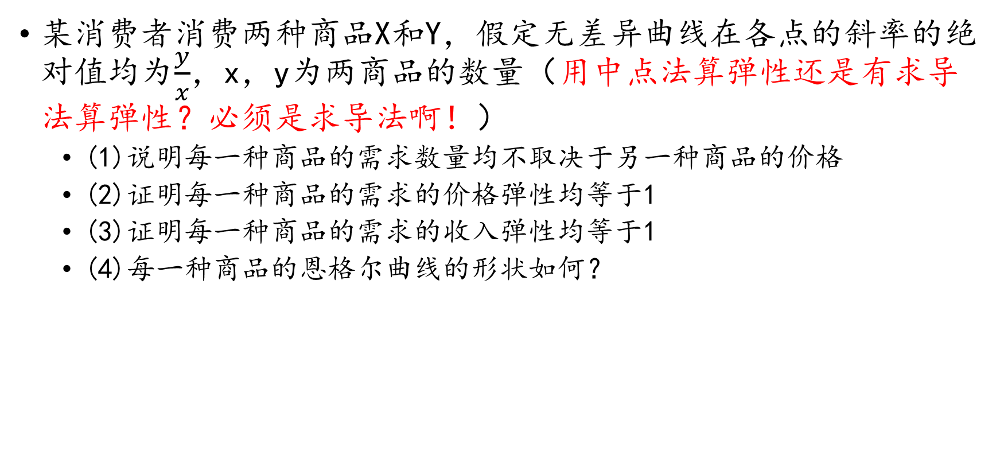 • 某消费者消费两种商品X和Y，假定无差异曲线在各点的斜率的绝
对值均为y/x，x，y为两商品的数量（用中点法算弹性还是有求导
法算弹性？必须是求导法啊！）
• (1)说明每一种商品的需求数量均不取决于另一种商品的价格
• (2)证明每一种商品的需求的价格弹性均等于1
• (3)证明每一种商品的需求的收入弹性均等于1
• (4)每一种商品的恩格尔曲线的形状如何？